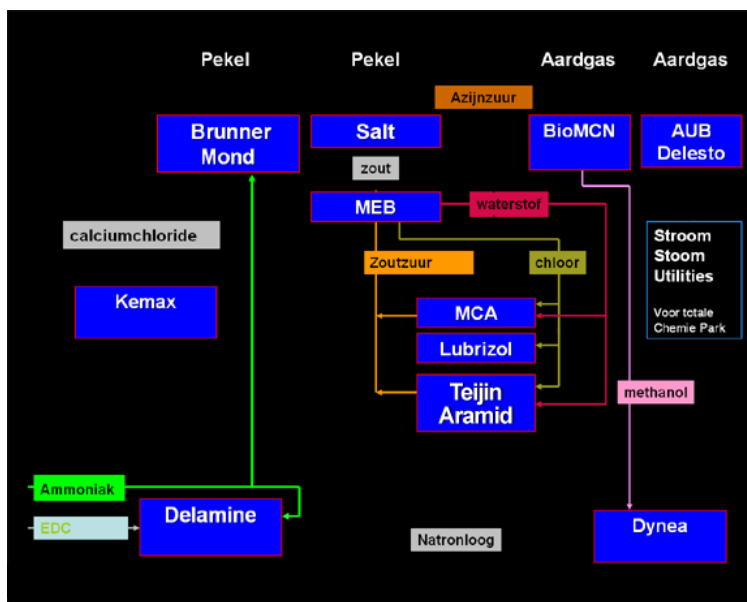 Pekel
Pekel
Aardgas
Aardgas
Azijnzuur
Brunner
Mond
Salt
BioMCN
AUB
Delesto
zout
MEB
waterstof
calciumchloride
Zoutzuur
chloor
Stroom
Stoom
Utilities
Voor totale
Chemie Park
Kemax
MCA
Lubrizol
Teijin
Aramid
methanol
Ammoniak
EDC
Delamine
Natronloog
Dynea